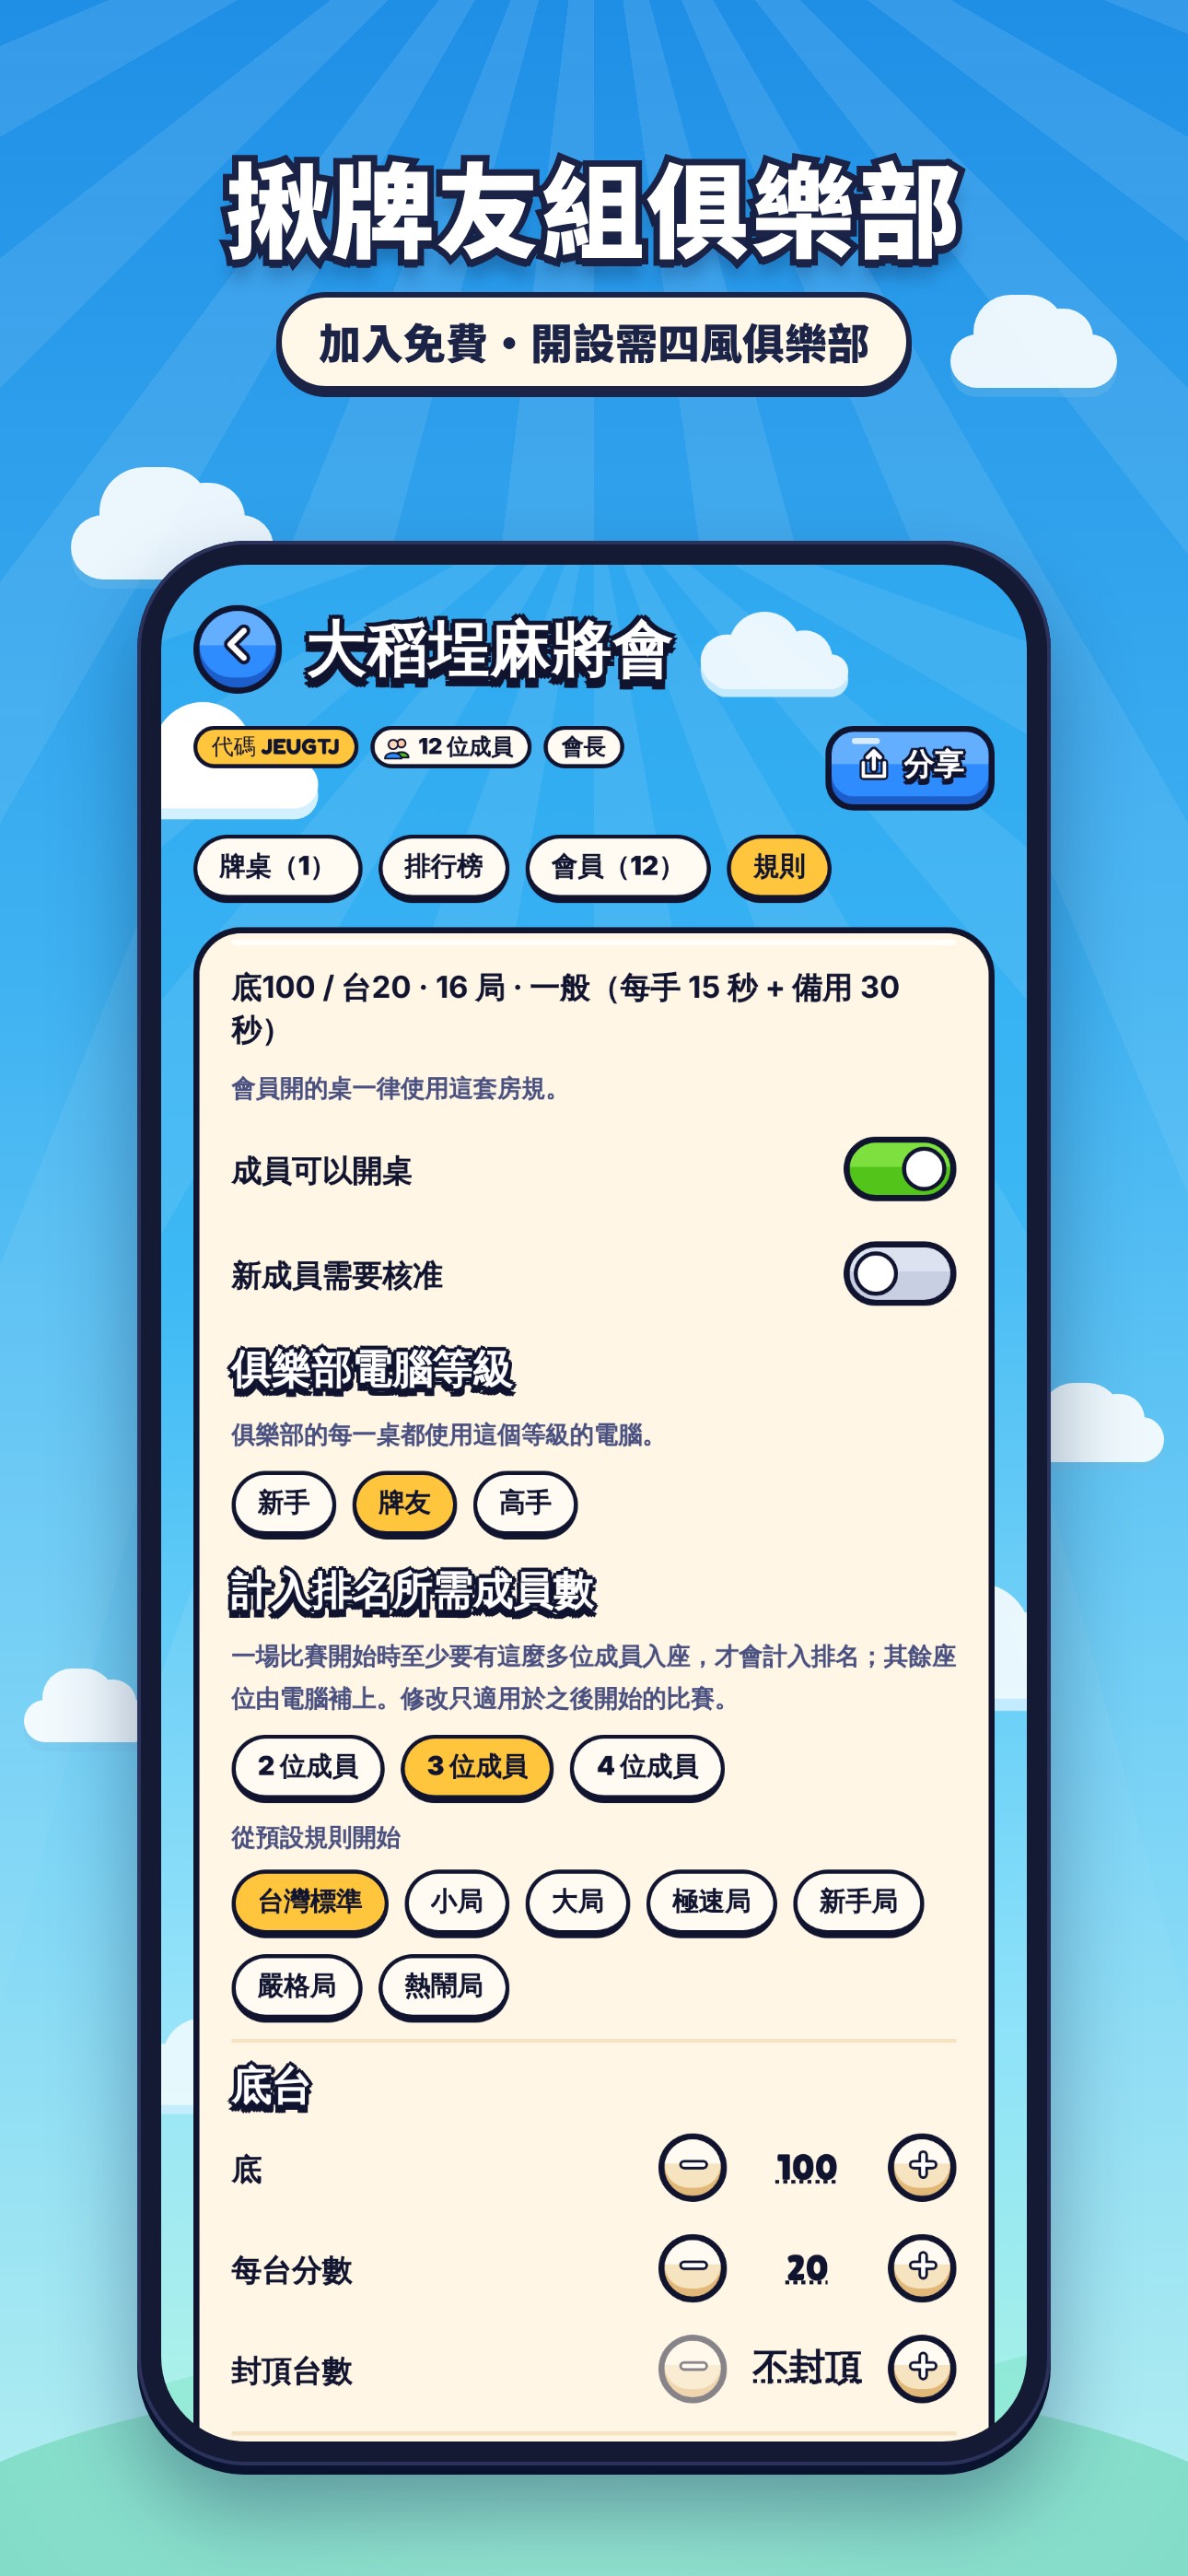 揪牌友組俱樂部
加入免費・開設需四風俱樂部
大稻埕麻將會
代碼 JEUGTJ
12 位成員
會長
分享
牌桌（1）
排行榜
會員（12）
規則
底100 / 台20 · 16 局 · 一般（每手 15 秒 + 備用 30
秒）
會員開的桌一律使用這套房規。
成員可以開桌
新成員需要核准
俱樂部電腦等級
俱樂部的每一桌都使用這個等級的電腦。
新手
牌友
高手
計入排名所需成員數
一場比賽開始時至少要有這麼多位成員入座，才會計入排名；其餘座
位由電腦補上。修改只適用於之後開始的比賽。
2 位成員
3 位成員
4 位成員
從預設規則開始
台灣標準
小局
大局
極速局
新手局
嚴格局
熱鬧局
底台
底
100
每台分數
20
封頂台數
不封頂